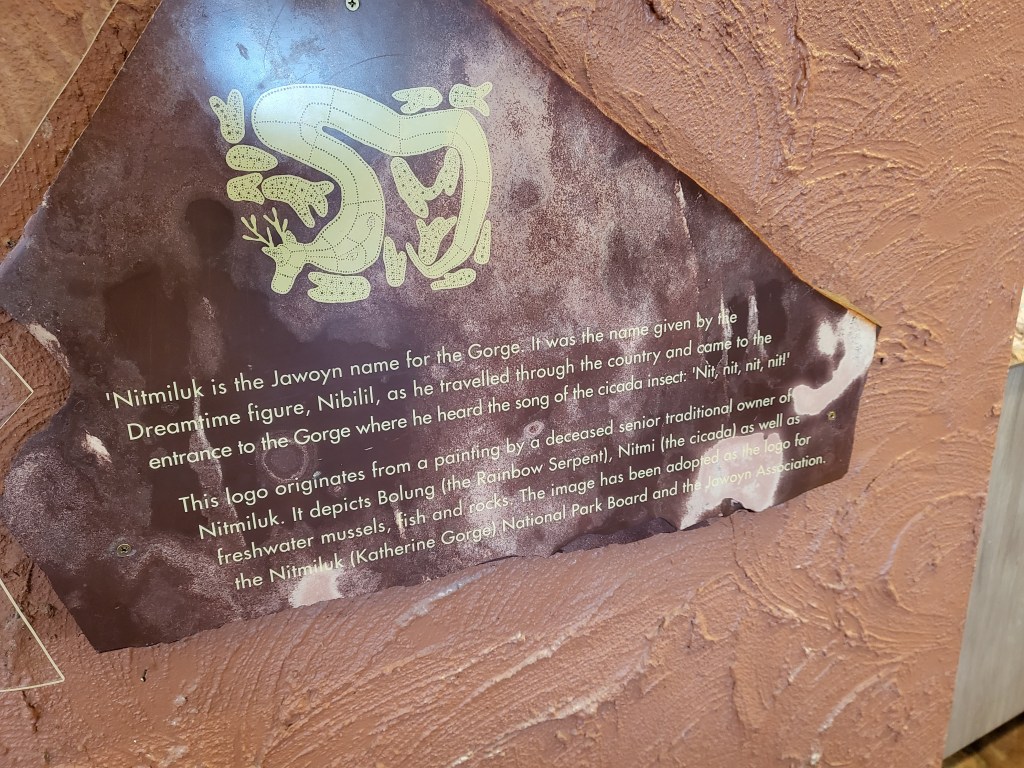 'Nitmiluk is the Jawoyn name for the Gorge. It was the name given by the
Dreamtime figure, Nibilil, as he travelled through the country and came to the
entrance to the Gorge where he heard the song of the cicada insect: 'Nit, nit, nit, nit!'
This logo originates from a painting by a deceased senior traditional owner of
Nitmiluk. It depicts Bolung (the Rainbow Serpent), Nitmi (the cicada) as well as
freshwater mussels, fish and rocks. The image has been adopted as the logo for
the Nitmiluk (Katherine Gorge) National Park Board and the Jawoyn Association.